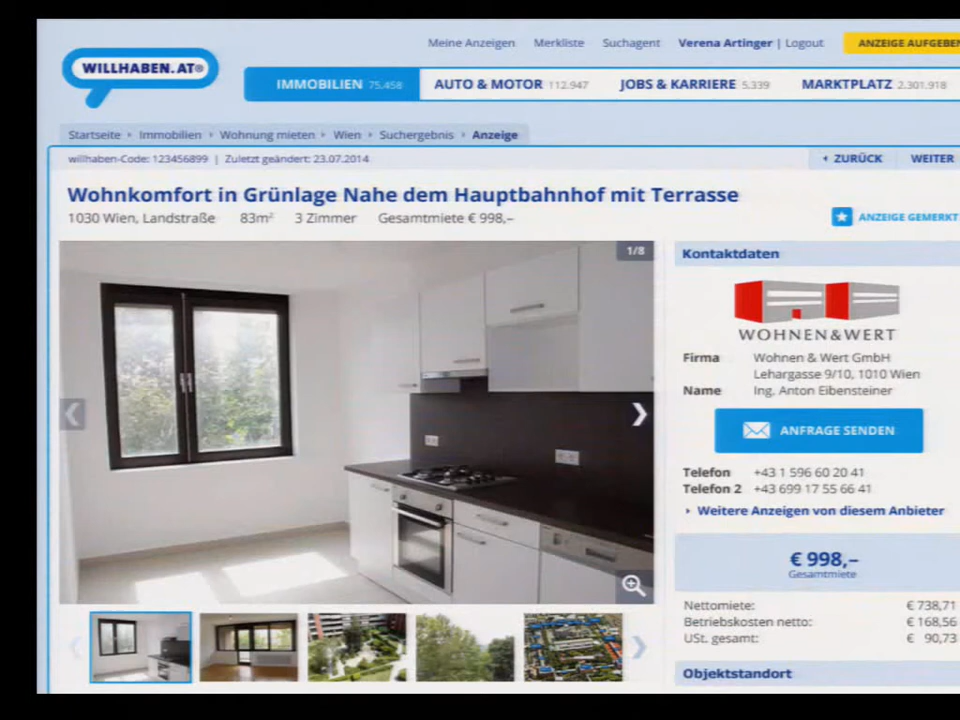 Meine Anzeigen Merkliste Suchagent Verena Artinger | Logout ANZEIGE AUFGEBEN
WILLHABEN.AT®
IMMOBILIEN 75.458 AUTO & MOTOR 112.947 JOBS & KARRIERE 5.339 MARKTPLATZ 2.301.918
Startseite Immobilien Wohnung mieten Wien Suchergebnis Anzeige
willhaben-Code: 123456899 | Zuletzt geändert: 23.07.2014 ZURÜCK WEITER
Wohnkomfort in Grünlage Nahe dem Hauptbahnhof mit Terrasse
1030 Wien, Landstraße 83m² 3 Zimmer Gesamtmiete € 998,–
ANZEIGE GEMERKT
1/8
Kontaktdaten
WOHNEN&WERT
Firma Wohnen & Wert GmbH
Lehargasse 9/10, 1010 Wien
Name Ing. Anton Eibensteiner
ANFRAGE SENDEN
Telefon +43 1 596 60 20 41
Telefon 2 +43 699 17 55 66 41
Weitere Anzeigen von diesem Anbieter
€ 998,–
Gesamtmiete
Nettomiete: € 738,71
Betriebskosten netto: € 168,56
USt. gesamt: € 90,73
Objektstandort